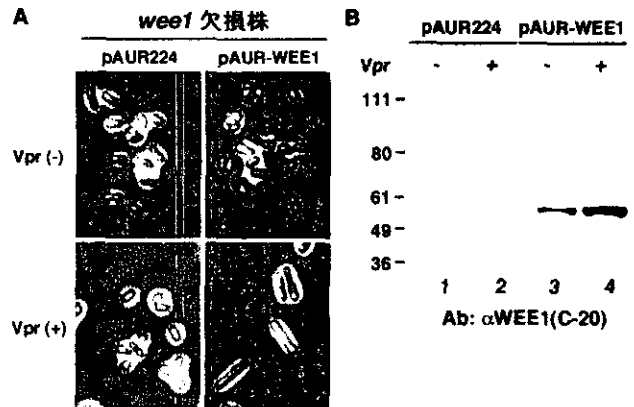 A
wee1 欠損株
pAUR224 pAUR-WEE1
Vpr (-)
Vpr (+)
B
pAUR224 pAUR-WEE1
Vpr - + - +
111 -
80 -
61 -
49 -
36 -
1 2 3 4
Ab: αWEE1(C-20)